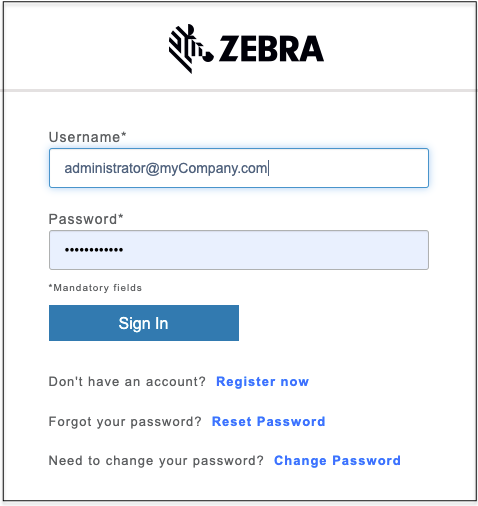 ZEBRA
Username*
administrator@myCompany.com
Password*
••••••••••••
*Mandatory fields
Sign In
Don't have an account? Register now
Forgot your password? Reset Password
Need to change your password? Change Password